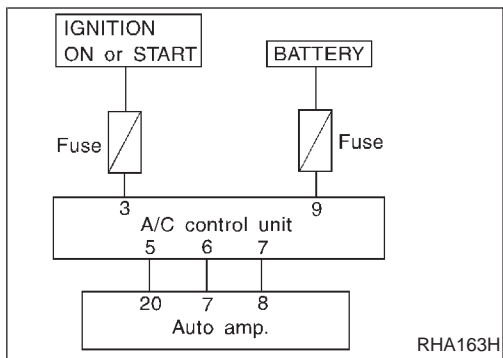 IGNITION
ON or START
BATTERY
Fuse
Fuse
3 9
A/C control unit
5 6 7
20 7 8
Auto amp.
RHA163H